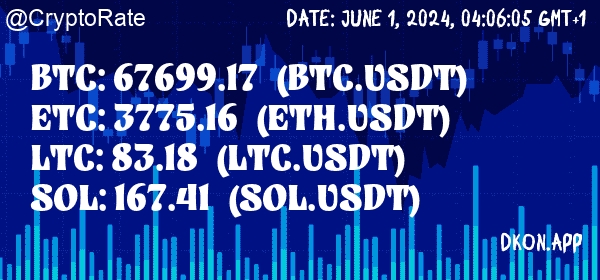 @CryptoRate
DATE: JUNE 1, 2024, 04:06:05 GMT+1
BTC: 67699.17 (BTC.USDT)
ETC: 3775.16 (ETH.USDT)
LTC: 83.18 (LTC.USDT)
SOL: 167.41 (SOL.USDT)
DKON.APP